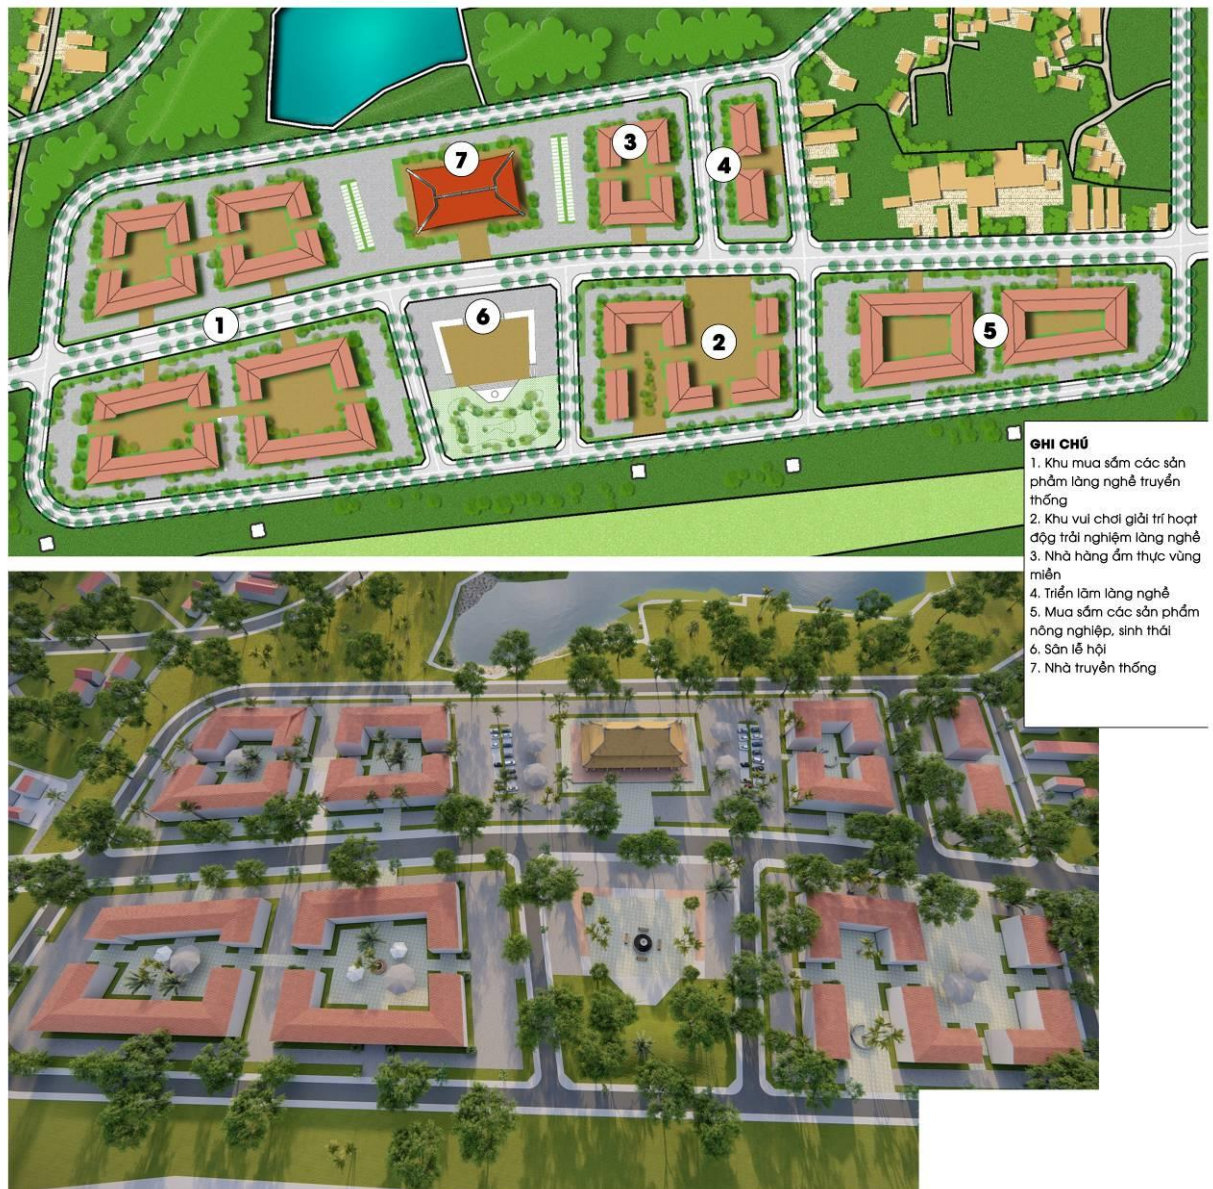 7
3
4
1
6
2
5
GHI CHÚ
1. Khu mua sắm các sản
phẩm làng nghề truyển
thống
2. Khu vui chơi giải trí hoạt
độg trải nghiệm làng nghề
3. Nhà hàng ẩm thực vùng
miền
4. Triển lãm làng nghề
5. Mua sắm các sản phẩm
nông nghiệp, sinh thái
6. Sân lễ hội
7. Nhà truyền thống